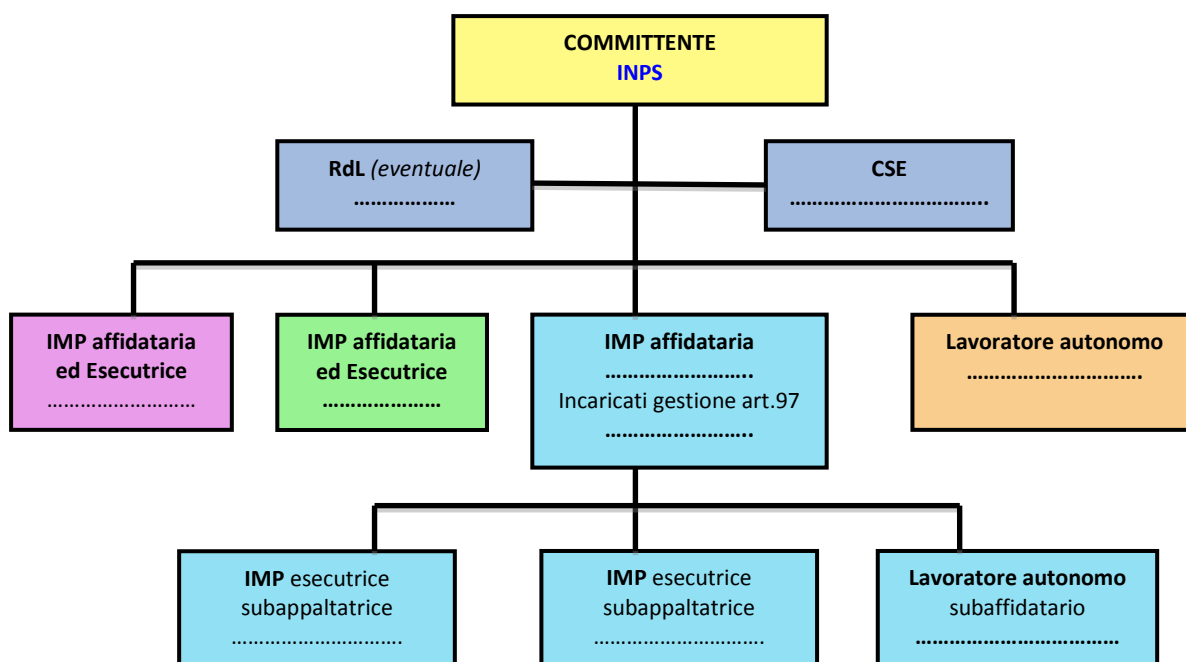 COMMITTENTE
INPS
RdL (eventuale)
………………
CSE
……………………………..
IMP affidataria
ed Esecutrice
………………………
IMP affidataria
ed Esecutrice
…………………
IMP affidataria
……………………..
Incaricati gestione art.97
……………………..
Lavoratore autonomo
………………………….
IMP esecutrice
subappaltatrice
………………………….
IMP esecutrice
subappaltatrice
………………………….
Lavoratore autonomo
subaffidatario
………………………………